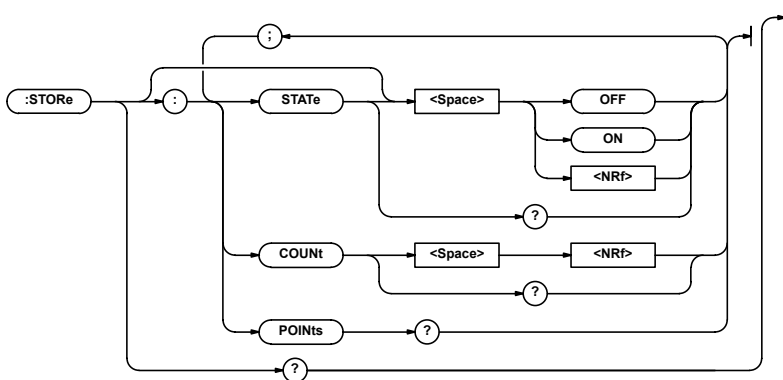 ;
:STORe
:
STATe
<Space>
OFF
ON
<NRf>
?
COUNt
<Space>
<NRf>
?
POINts
?
?